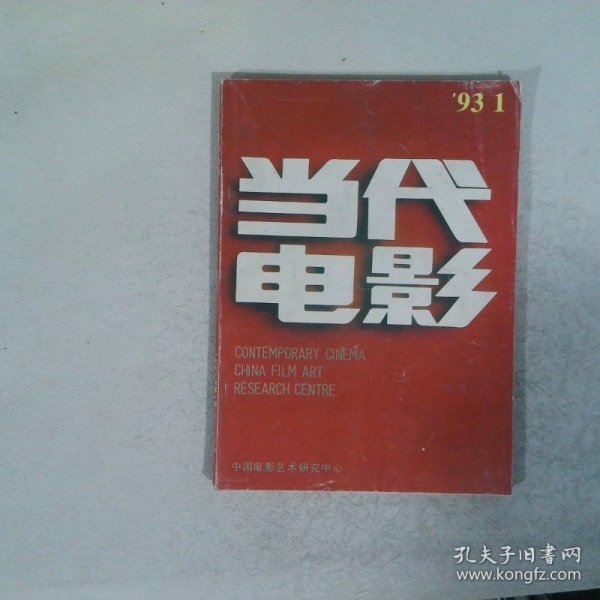 '93 1
当代
电影
CONTEMPORARY CINEMA
CHINA FILM ART
RESEARCH CENTRE
中国电影艺术研究中心
孔夫子旧书网
www.kongfz.com